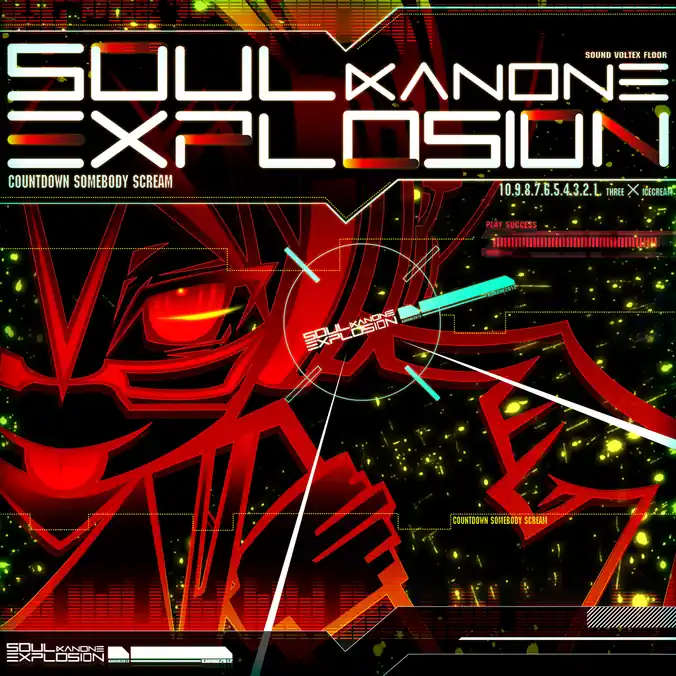 SOUND VOLTEX FLOOR
SOUL KANONE
EXPLOSION
COUNTDOWN SOMEBODY SCREAM
10.9.8.7.6.5.4.3.2.1. THREE × ICECREAM
PLAY SUCCESS
SOUL KANONE
EXPLOSION
COUNTDOWN SOMEBODY SCREAM
SOUL KANONE
EXPLOSION